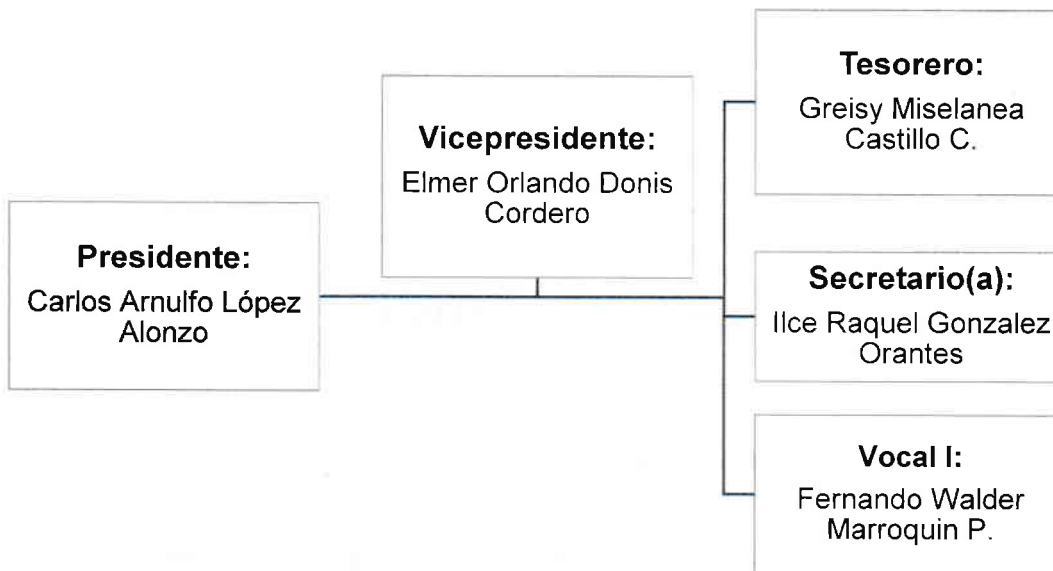 Presidente:
Carlos Arnulfo López
Alonzo
Vicepresidente:
Elmer Orlando Donis
Cordero
Tesorero:
Greisy Miselanea
Castillo C.
Secretario(a):
Ilce Raquel Gonzalez
Orantes
Vocal I:
Fernando Walder
Marroquin P.